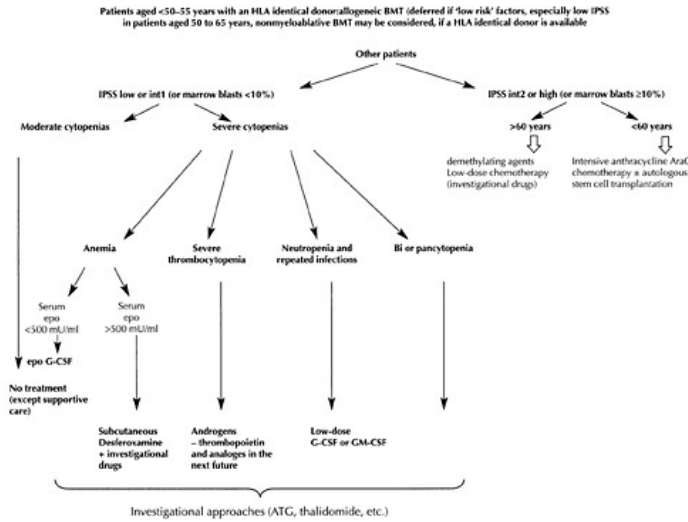 Patients aged <50–55 years with an HLA identical donor:allogeneic BMT (deferred if 'low risk' factors, especially low IPSS
in patients aged 50 to 65 years, nonmyeloablative BMT may be considered, if a HLA identical donor is available
Other patients
IPSS low or int1 (or marrow blasts <10%)
IPSS int2 or high (or marrow blasts ≥10%)
Moderate cytopenias
Severe cytopenias
>60 years
<60 years
demethylating agents
Low-dose chemotherapy
(investigational drugs)
Intensive anthracycline AraC
chemotherapy ± autologous
stem cell transplantation
Anemia
Severe
thrombocytopenia
Neutropenia and
repeated infections
Bi or pancytopenia
Serum
epo
<500 mU/ml
Serum
epo
>500 mU/ml
epo G-CSF
No treatment
(except supportive
care)
Subcutaneous
Desferoxamine
+ investigational
drugs
Androgens
– thrombopoietin
and analoges in the
next future
Low-dose
G-CSF or GM-CSF
Investigational approaches (ATG, thalidomide, etc.)